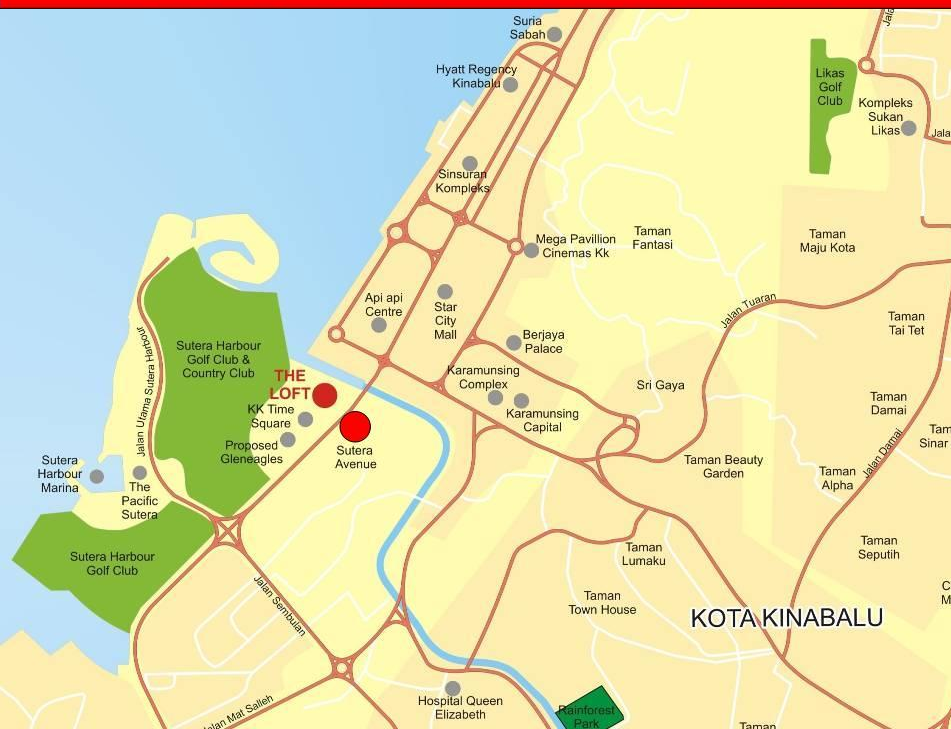 Suria
Sabah
Hyatt Regency
Kinabalu
Likas
Golf
Club
Kompleks
Sukan
Likas
Sinsuran
Kompleks
Mega Pavillion
Cinemas Kk
Taman
Fantasi
Taman
Maju Kota
Jalan Tuaran
Api api
Centre
Star
City
Mall
Berjaya
Palace
Taman
Tai Tet
Jalan Utama Sutera Harbour
Sutera Harbour
Golf Club &
Country Club
THE
LOFT
Karamunsing
Complex
Karamunsing
Capital
Sri Gaya
Taman
Damai
KK Time
Square
Proposed
Gleneagles
Sutera
Avenue
Taman Beauty
Garden
Jalan Damai
Taman
Alpha
Sutera
Harbour
Marina
The
Pacific
Sutera
Sutera Harbour
Golf Club
Taman
Lumaku
Taman
Seputih
Jalan Sembulan
Taman
Town House
KOTA KINABALU
Jalan Mat Salleh
Hospital Queen
Elizabeth
Rainforest
Park
Taman